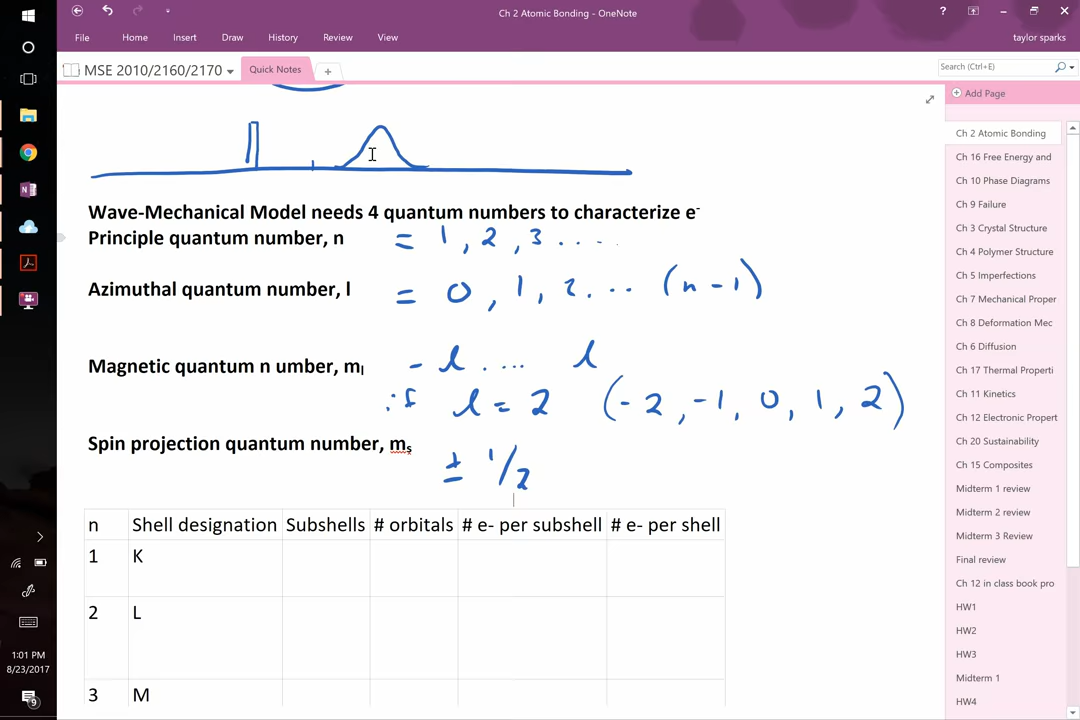 Ch 2 Atomic Bonding - OneNote
?
File Home Insert Draw History Review View
taylor sparks
MSE 2010/2160/2170
Quick Notes
+
Search (Ctrl+E)
Add Page
Wave-Mechanical Model needs 4 quantum numbers to characterize e-
Principle quantum number, n = 1, 2, 3 ....
Azimuthal quantum number, l = 0, 1, 2. .. (n-1)
Magnetic quantum n umber, ml - l .... l
if l = 2 (-2, -1, 0, 1, 2)
Spin projection quantum number, ms ± 1/2
n Shell designation Subshells # orbitals # e- per subshell # e- per shell
1 K
2 L
3 M
Ch 2 Atomic Bonding
Ch 16 Free Energy and
Ch 10 Phase Diagrams
Ch 9 Failure
Ch 3 Crystal Structure
Ch 4 Polymer Structure
Ch 5 Imperfections
Ch 7 Mechanical Proper
Ch 8 Deformation Mec
Ch 6 Diffusion
Ch 17 Thermal Properti
Ch 11 Kinetics
Ch 12 Electronic Propert
Ch 20 Sustainability
Ch 15 Composites
Midterm 1 review
Midterm 2 review
Midterm 3 Review
Final review
Ch 12 in class book pro
HW1
HW2
HW3
Midterm 1
HW4
1:01 PM
8/23/2017
9